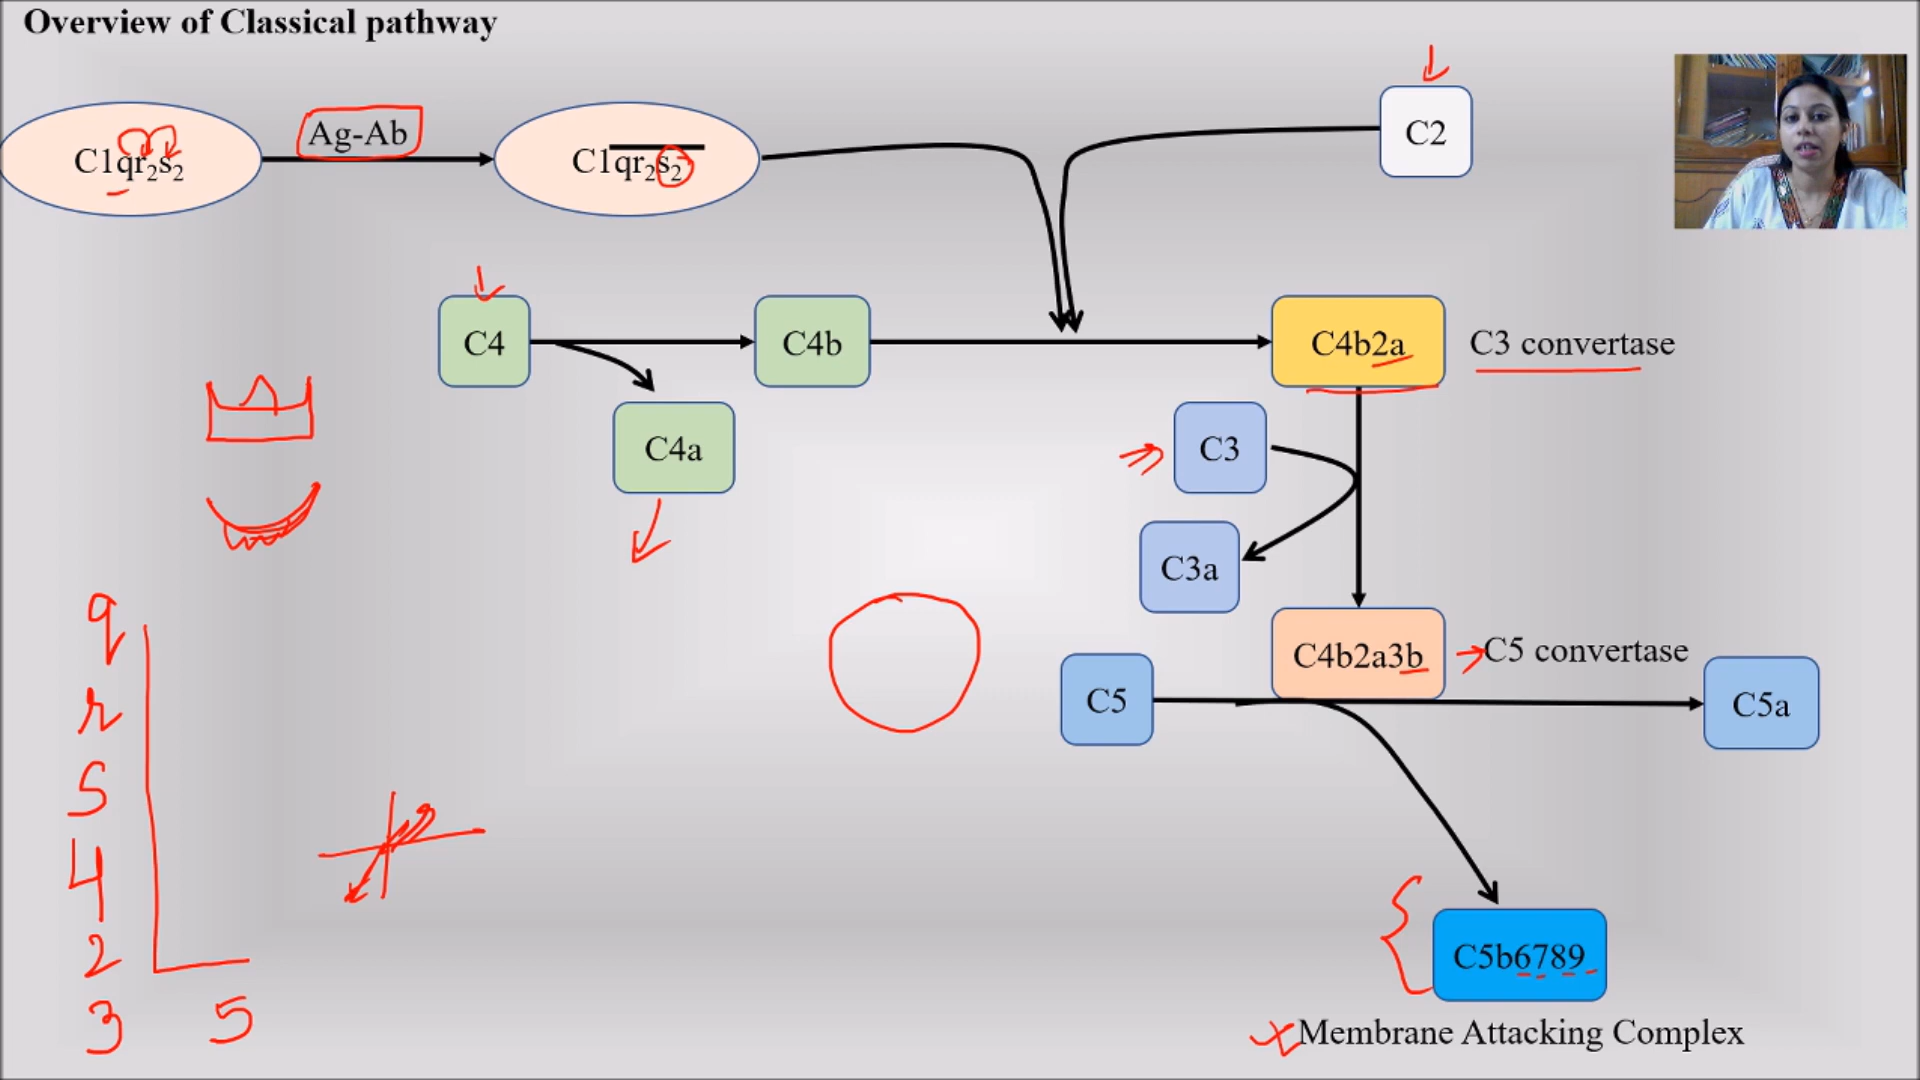 Overview of Classical pathway
C1qr₂s₂
Ag-Ab
C1qr₂s₂
C2
C4
C4b
C4b2a
C3 convertase
C4a
C3
C3a
C4b2a3b
C5 convertase
C5
C5a
C5b6789
Membrane Attacking Complex
q
r
s
4
2
3 5